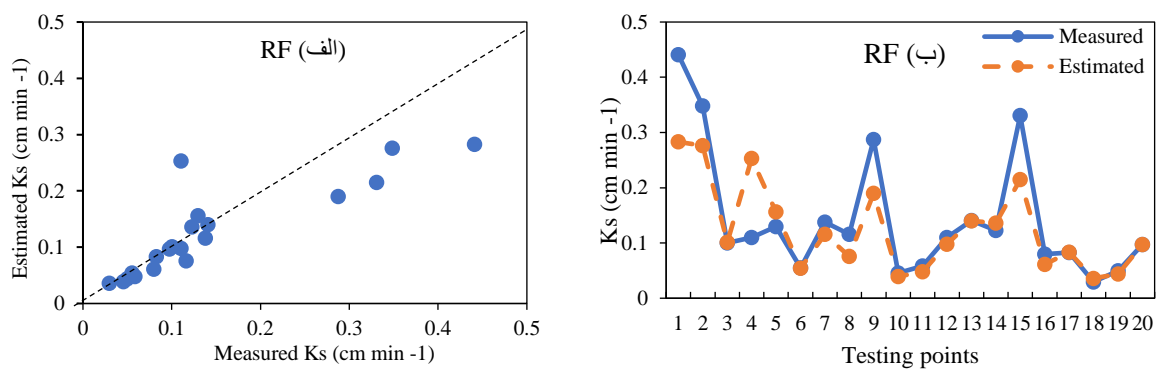 RF (الف)
Estimated Ks (cm min -1)
0.5
0.4
0.3
0.2
0.1
0
0 0.1 0.2 0.3 0.4 0.5
Measured Ks (cm min -1)
RF (ب)
Measured
Estimated
Ks (cm min -1)
0.5
0.4
0.3
0.2
0.1
0
1 2 3 4 5 6 7 8 9 10 11 12 13 14 15 16 17 18 19 20
Testing points